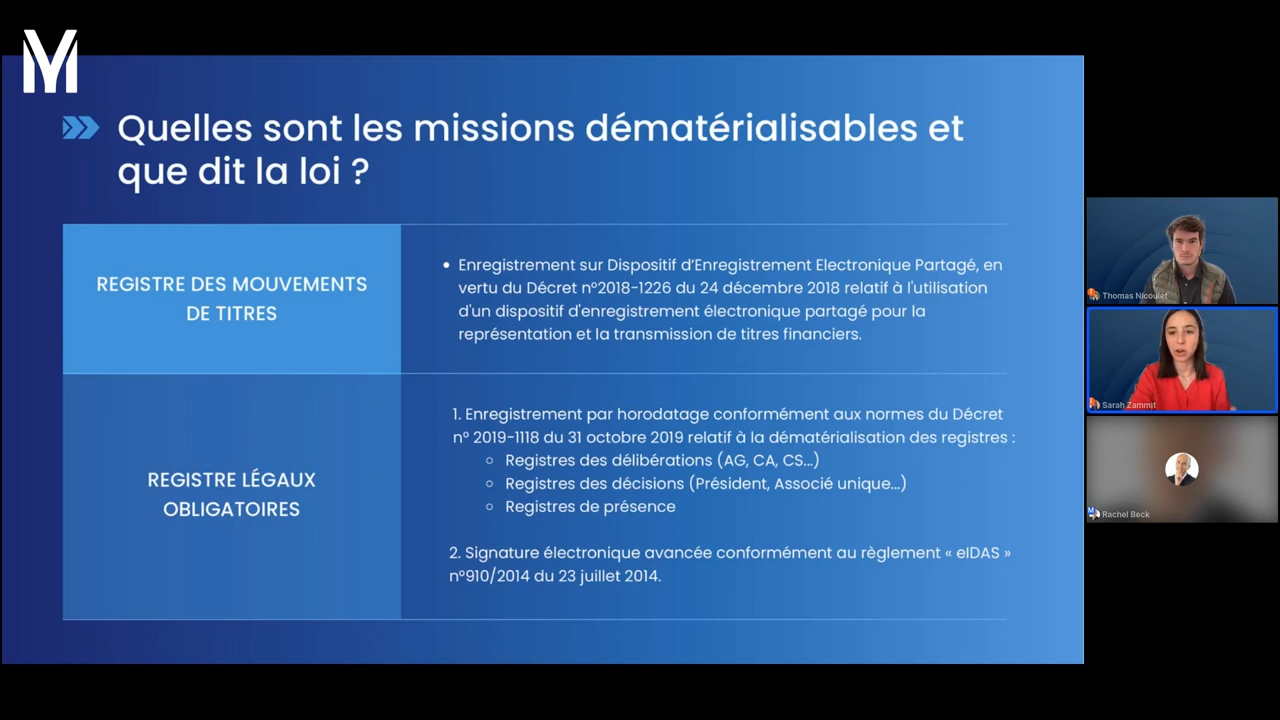 M
Quelles sont les missions dématérialisables et
que dit la loi ?
REGISTRE DES MOUVEMENTS
DE TITRES
• Enregistrement sur Dispositif d’Enregistrement Electronique Partagé, en
vertu du Décret n°2018-1226 du 24 décembre 2018 relatif à l'utilisation
d'un dispositif d'enregistrement électronique partagé pour la
représentation et la transmission de titres financiers.
REGISTRE LÉGAUX
OBLIGATOIRES
1. Enregistrement par horodatage conformément aux normes du Décret
n° 2019-1118 du 31 octobre 2019 relatif à la dématérialisation des registres :
○ Registres des délibérations (AG, CA, CS...)
○ Registres des décisions (Président, Associé unique...)
○ Registres de présence
2. Signature électronique avancée conformément au règlement « eIDAS »
n°910/2014 du 23 juillet 2014.
Thomas Nicoulet
Sarah Zammit
Rachel Beck